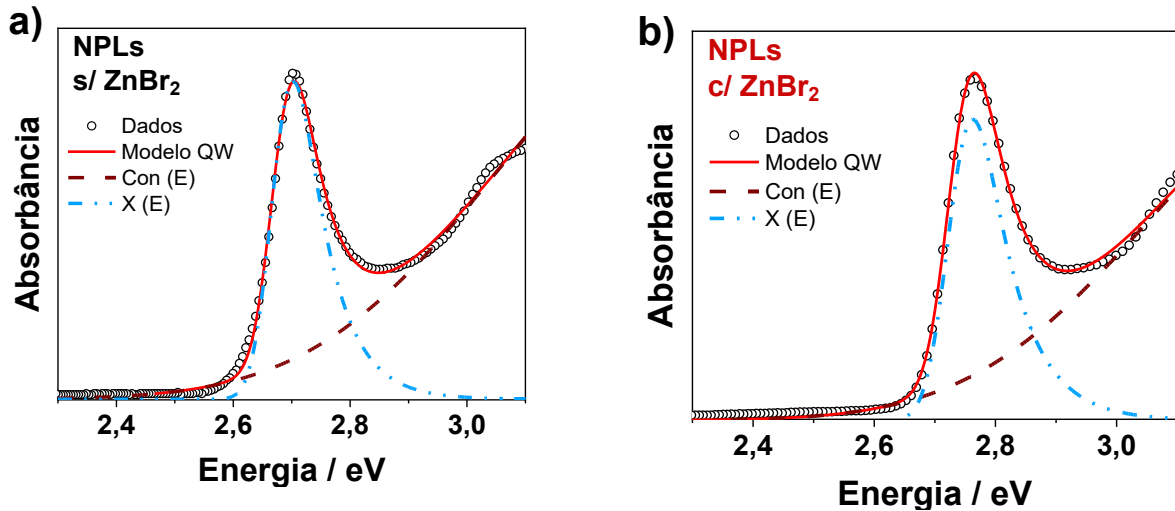 a)
NPLs
s/ ZnBr₂
Dados
Modelo QW
Con (E)
X (E)
Absorbância
2,4 2,6 2,8 3,0
Energia / eV
b)
NPLs
c/ ZnBr₂
Dados
Modelo QW
Con (E)
X (E)
Absorbância
2,4 2,6 2,8 3,0
Energia / eV